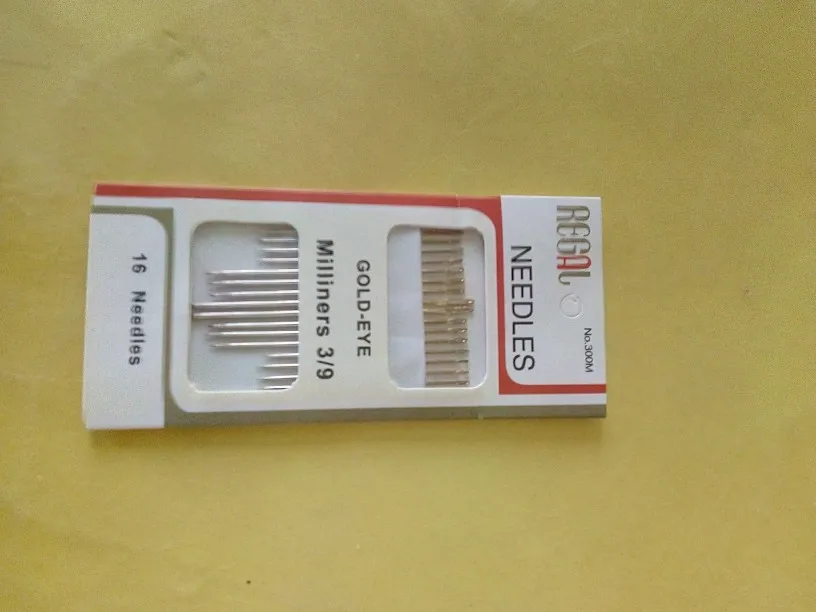 REGAL
No.300M
NEEDLES
GOLD-EYE
Milliners 3/9
16 Needles